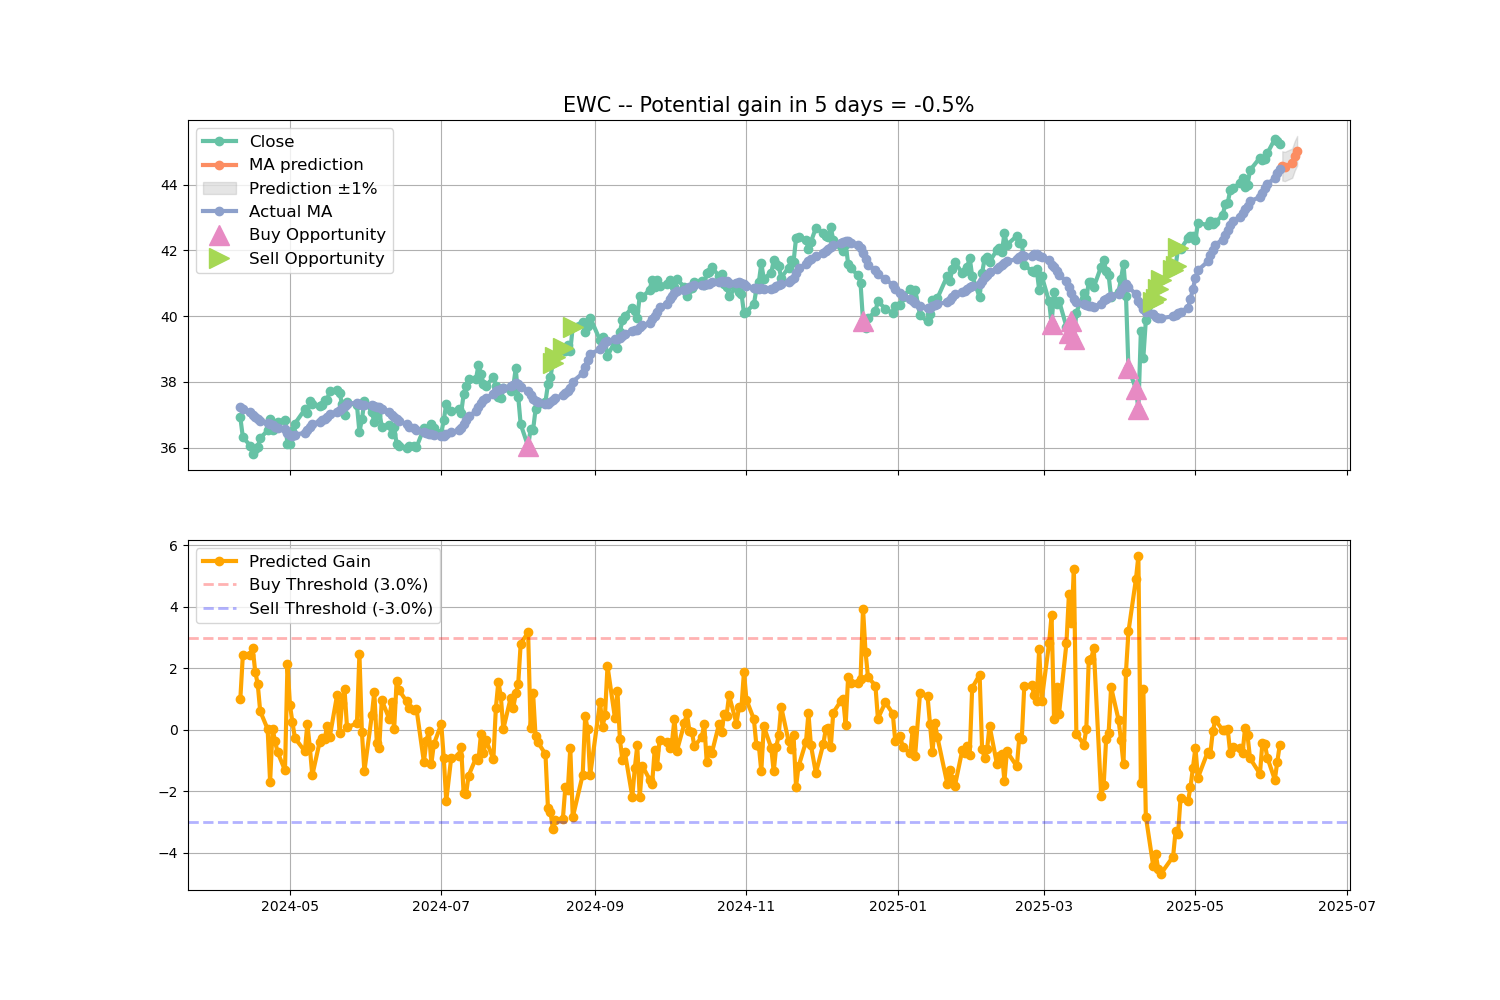 EWC -- Potential gain in 5 days = -0.5%
Close
MA prediction
Prediction ±1%
Actual MA
Buy Opportunity
Sell Opportunity
44
42
40
38
36
Predicted Gain
Buy Threshold (3.0%)
Sell Threshold (-3.0%)
6
4
2
0
−2
−4
2024-05
2024-07
2024-09
2024-11
2025-01
2025-03
2025-05
2025-07